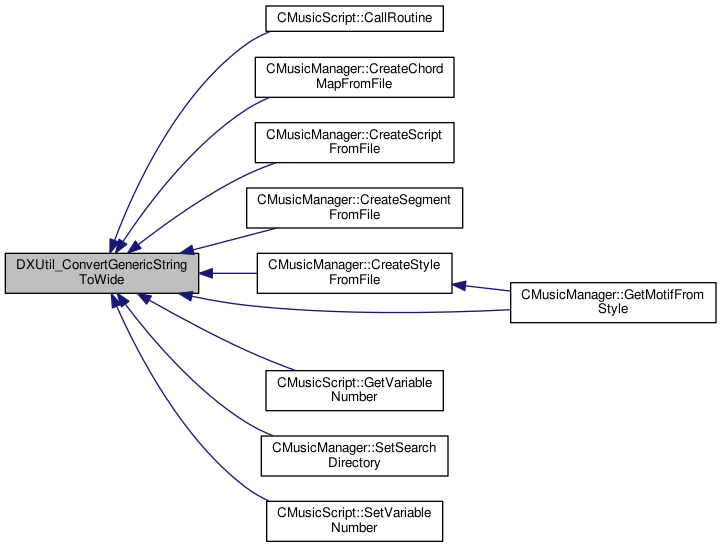 CMusicScript::CallRoutine
CMusicManager::CreateChord
MapFromFile
CMusicManager::CreateScript
FromFile
CMusicManager::CreateSegment
FromFile
DXUtil_ConvertGenericString
ToWide
CMusicManager::CreateStyle
FromFile
CMusicManager::GetMotifFrom
Style
CMusicScript::GetVariable
Number
CMusicManager::SetSearch
Directory
CMusicScript::SetVariable
Number